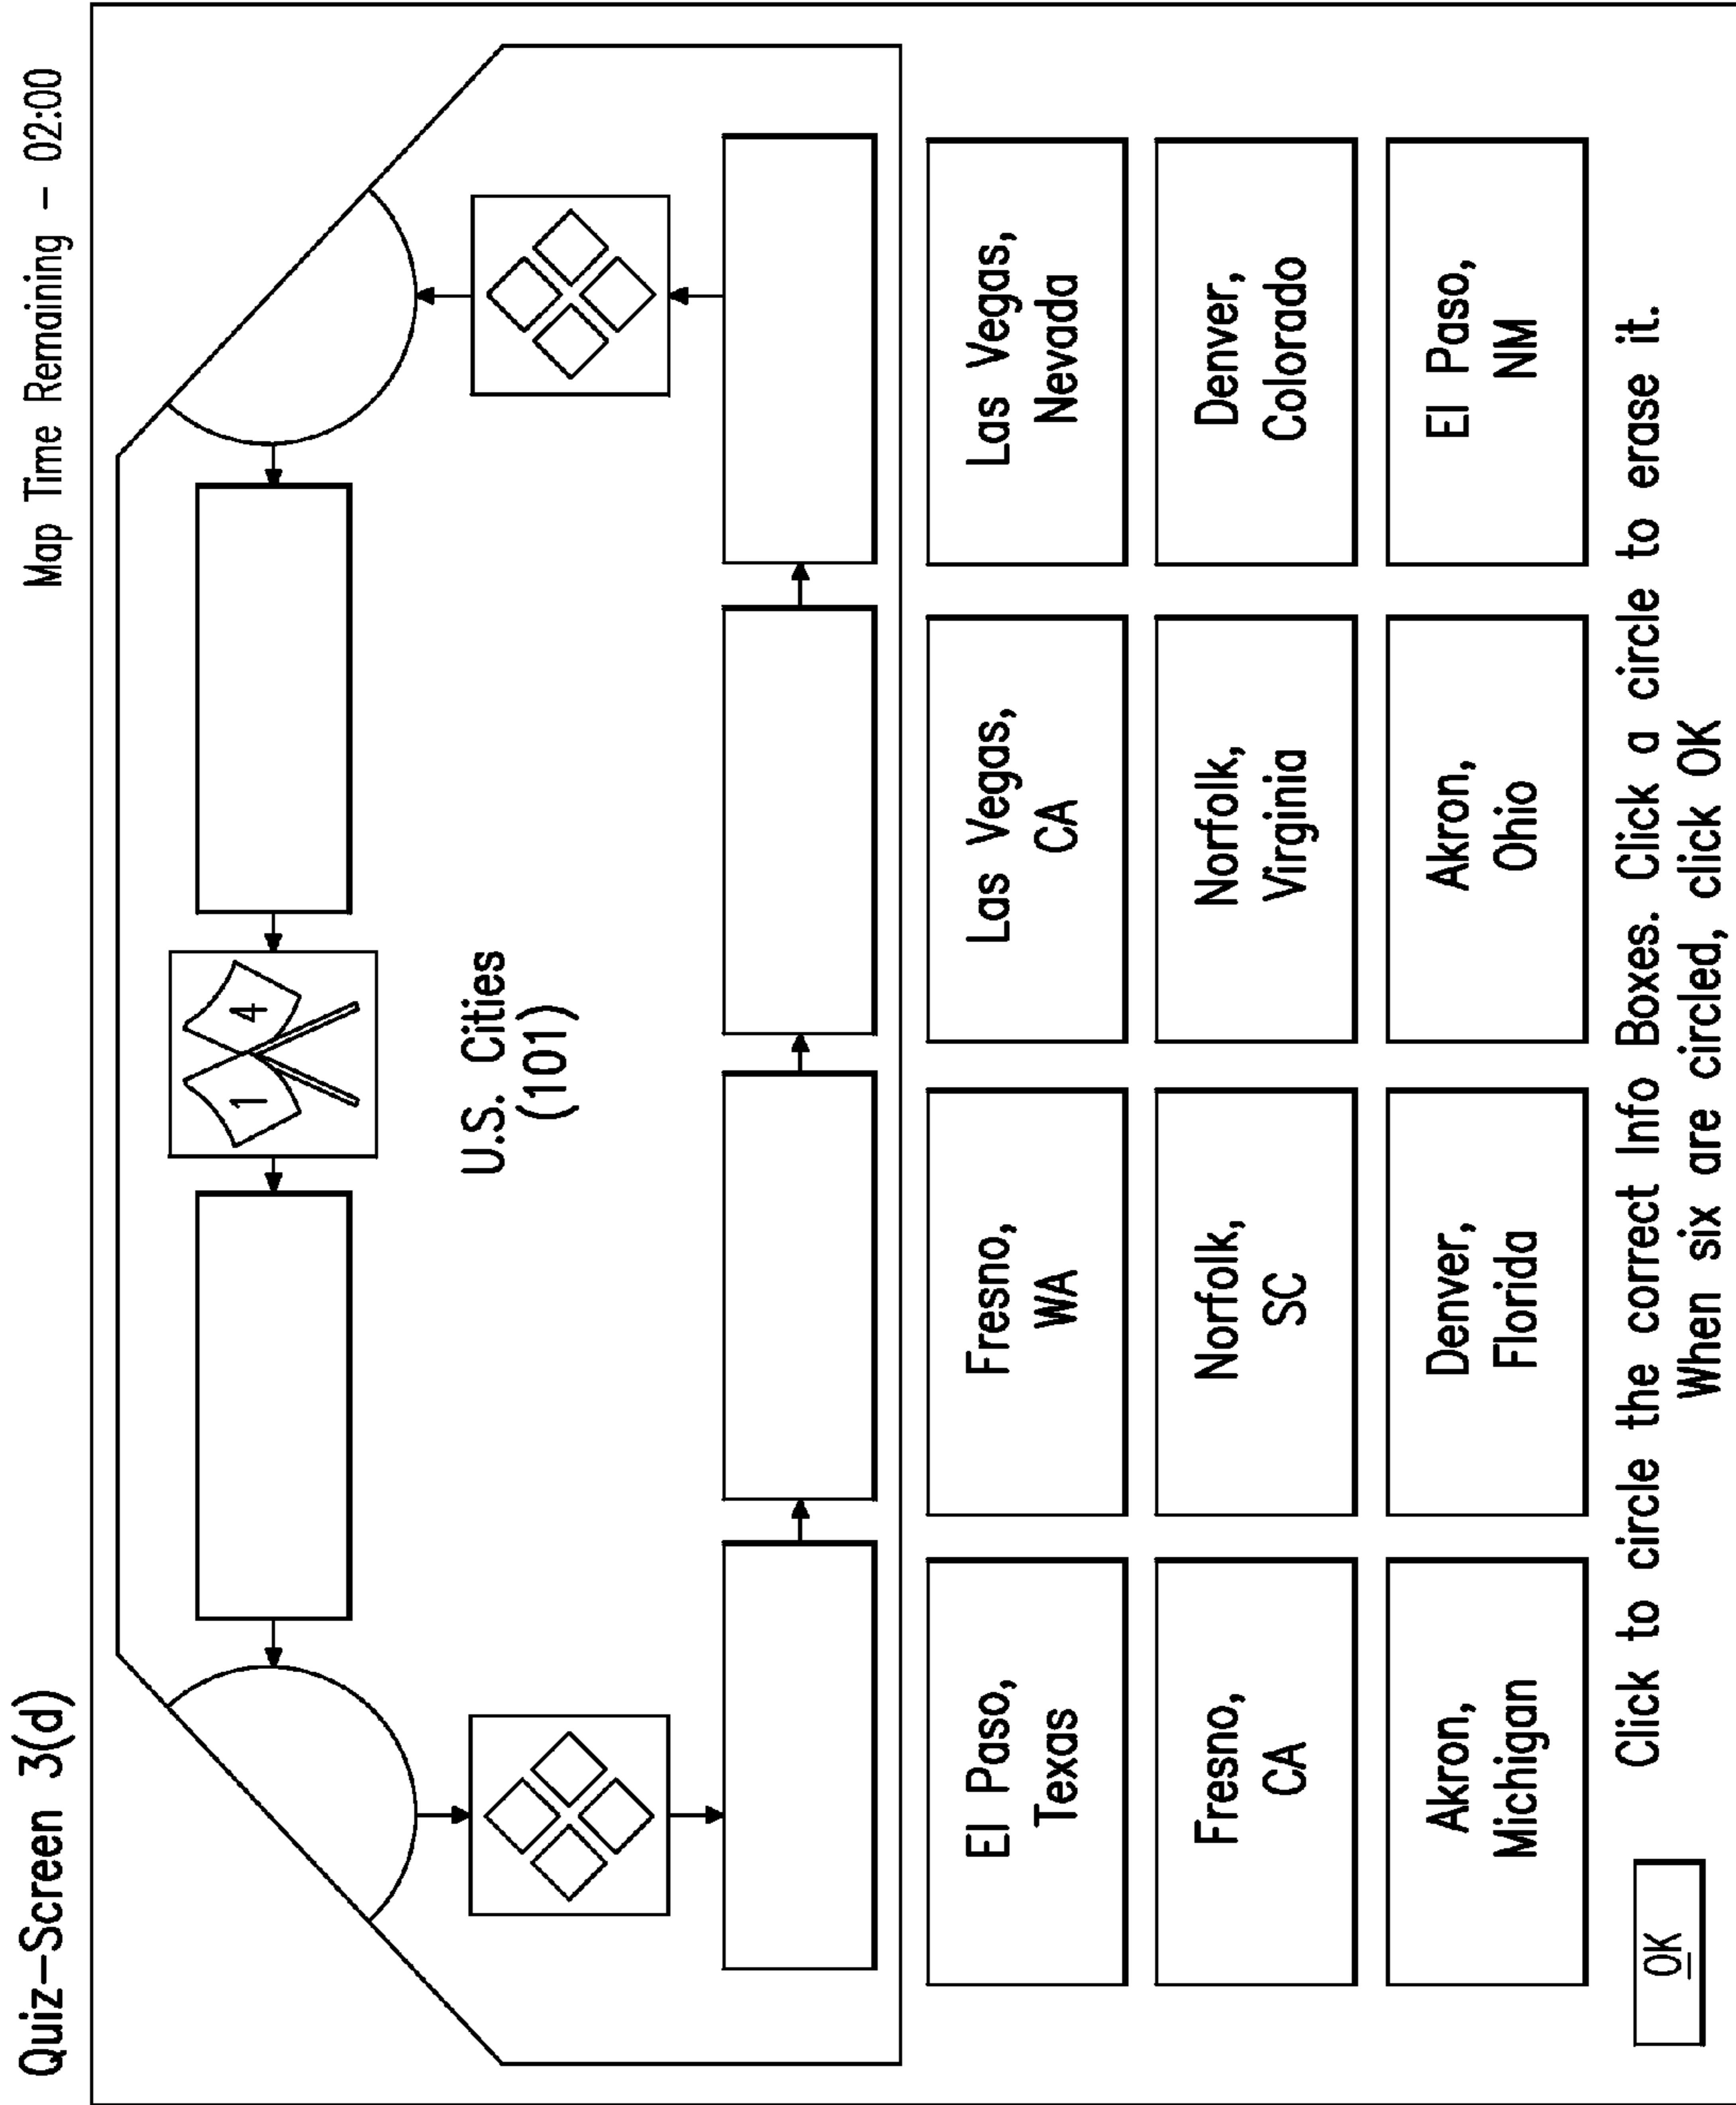 Quiz-Screen 3(d)
Map Time Remaining - 02:00
1
4
U.S. Cities
(101)
El Paso,
Texas
Fresno,
WA
Las Vegas,
CA
Las Vegas,
Nevada
Fresno,
CA
Norfolk,
SC
Norfolk,
Virginia
Denver,
Colorado
Akron,
Michigan
Denver,
Florida
Akron,
Ohio
El Paso,
NM
Click to circle the correct Info Boxes. Click a circle to erase it.
When six are circled, click OK
OK